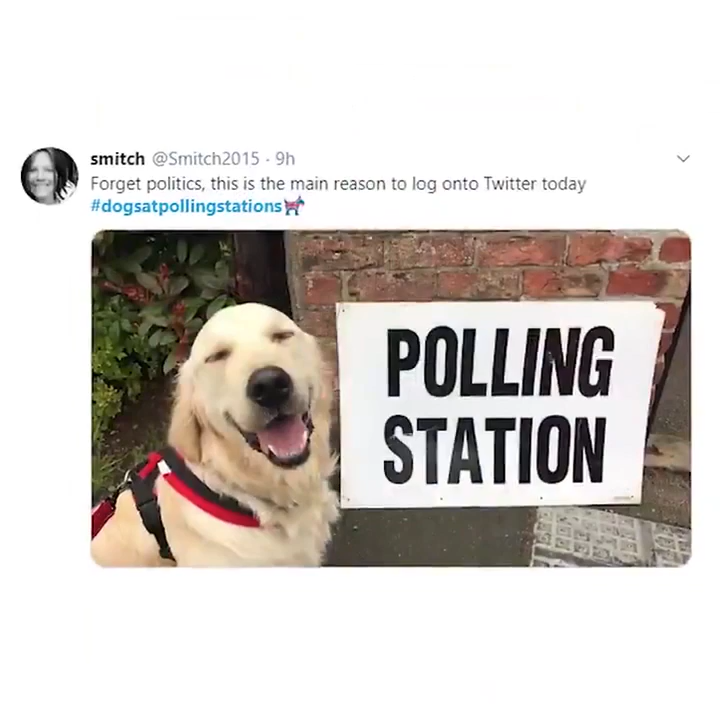 smitch @Smitch2015 · 9h
Forget politics, this is the main reason to log onto Twitter today
#dogsatpollingstations
POLLING
STATION